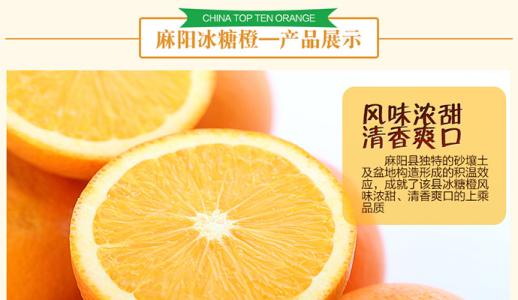 CHINA TOP TEN ORANGE
麻阳冰糖橙—产品展示
风味浓甜
清香爽口
麻阳县独特的砂壤土
及盆地构造形成的积温效
应，成就了该县冰糖橙风
味浓甜、清香爽口的上乘
品质